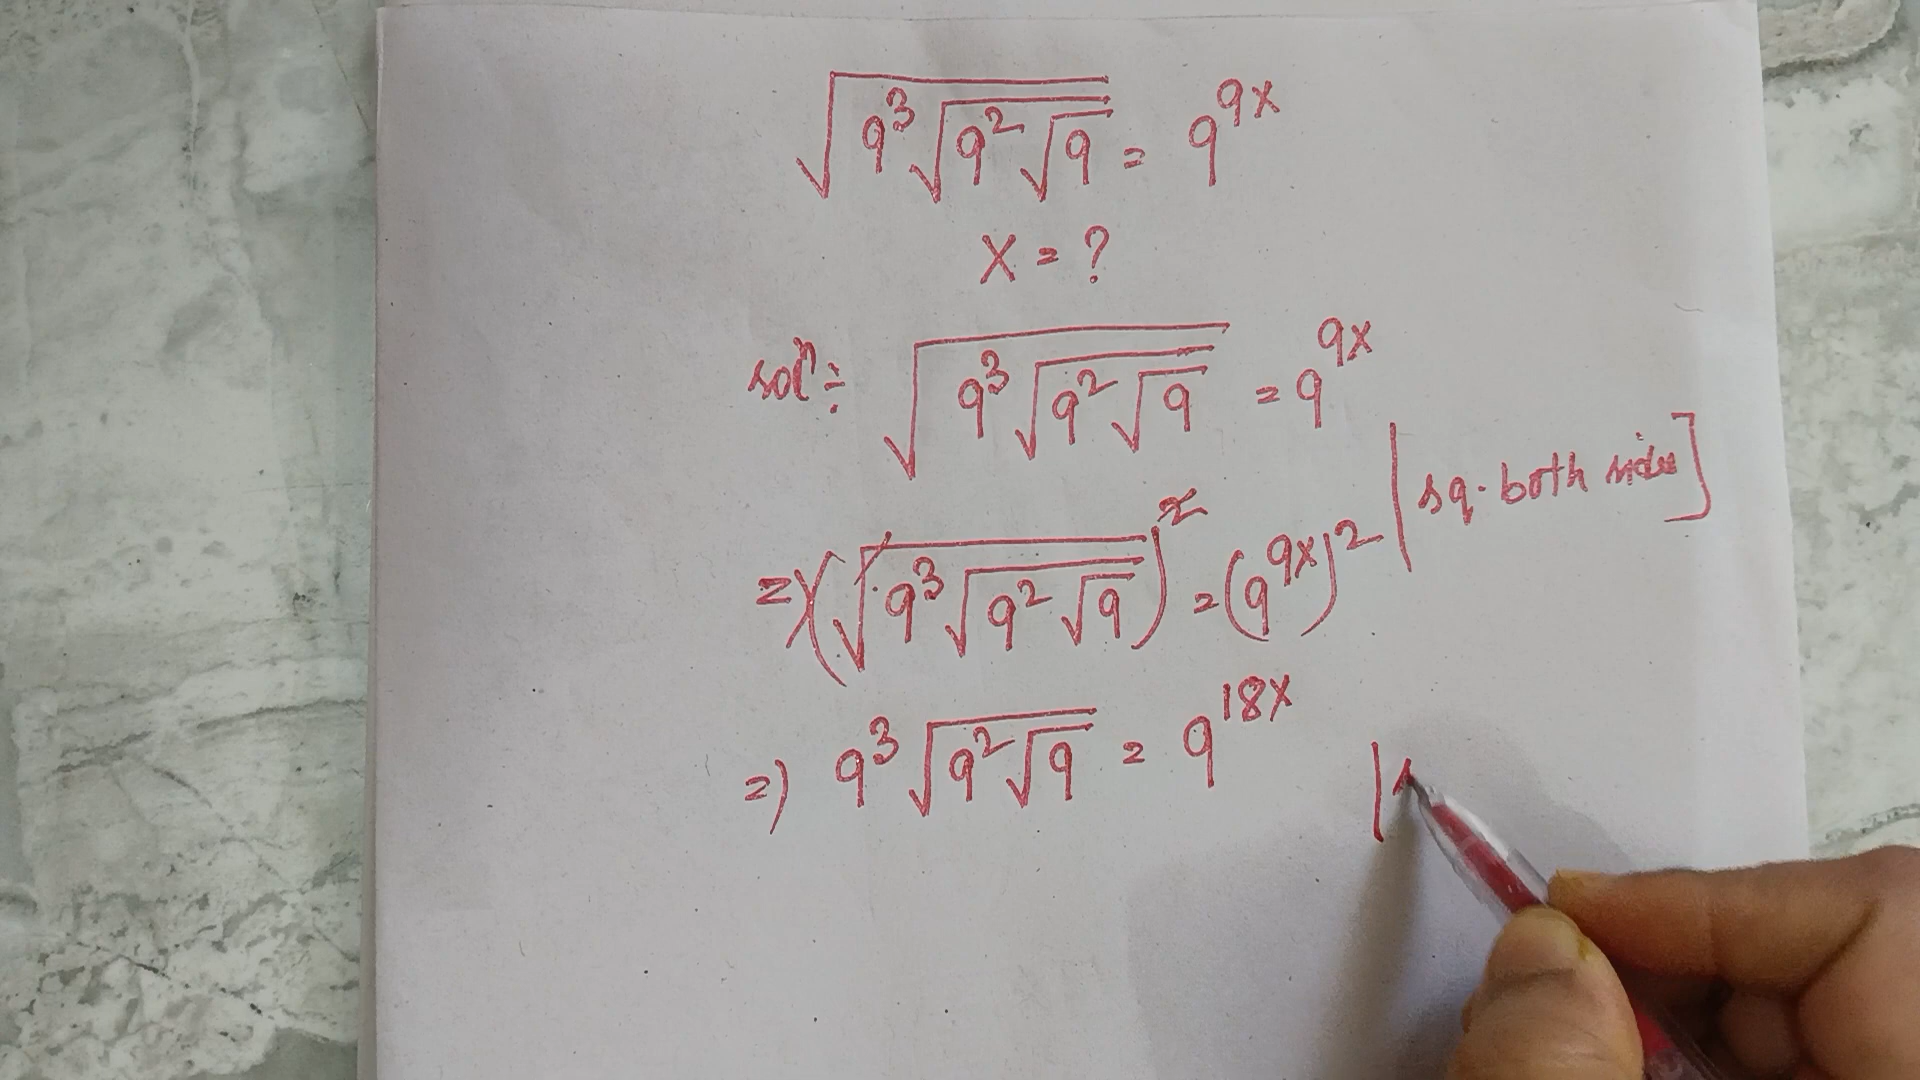 √(9³√(9²√9)) = 9^(9x)
x = ?
solⁿ÷ √(9³√(9²√9)) = 9^(9x)
=> (√(9³√(9²√9)))² = (9^(9x))² [sq. both sides]
=> 9³√(9²√9) = 9^(18x)